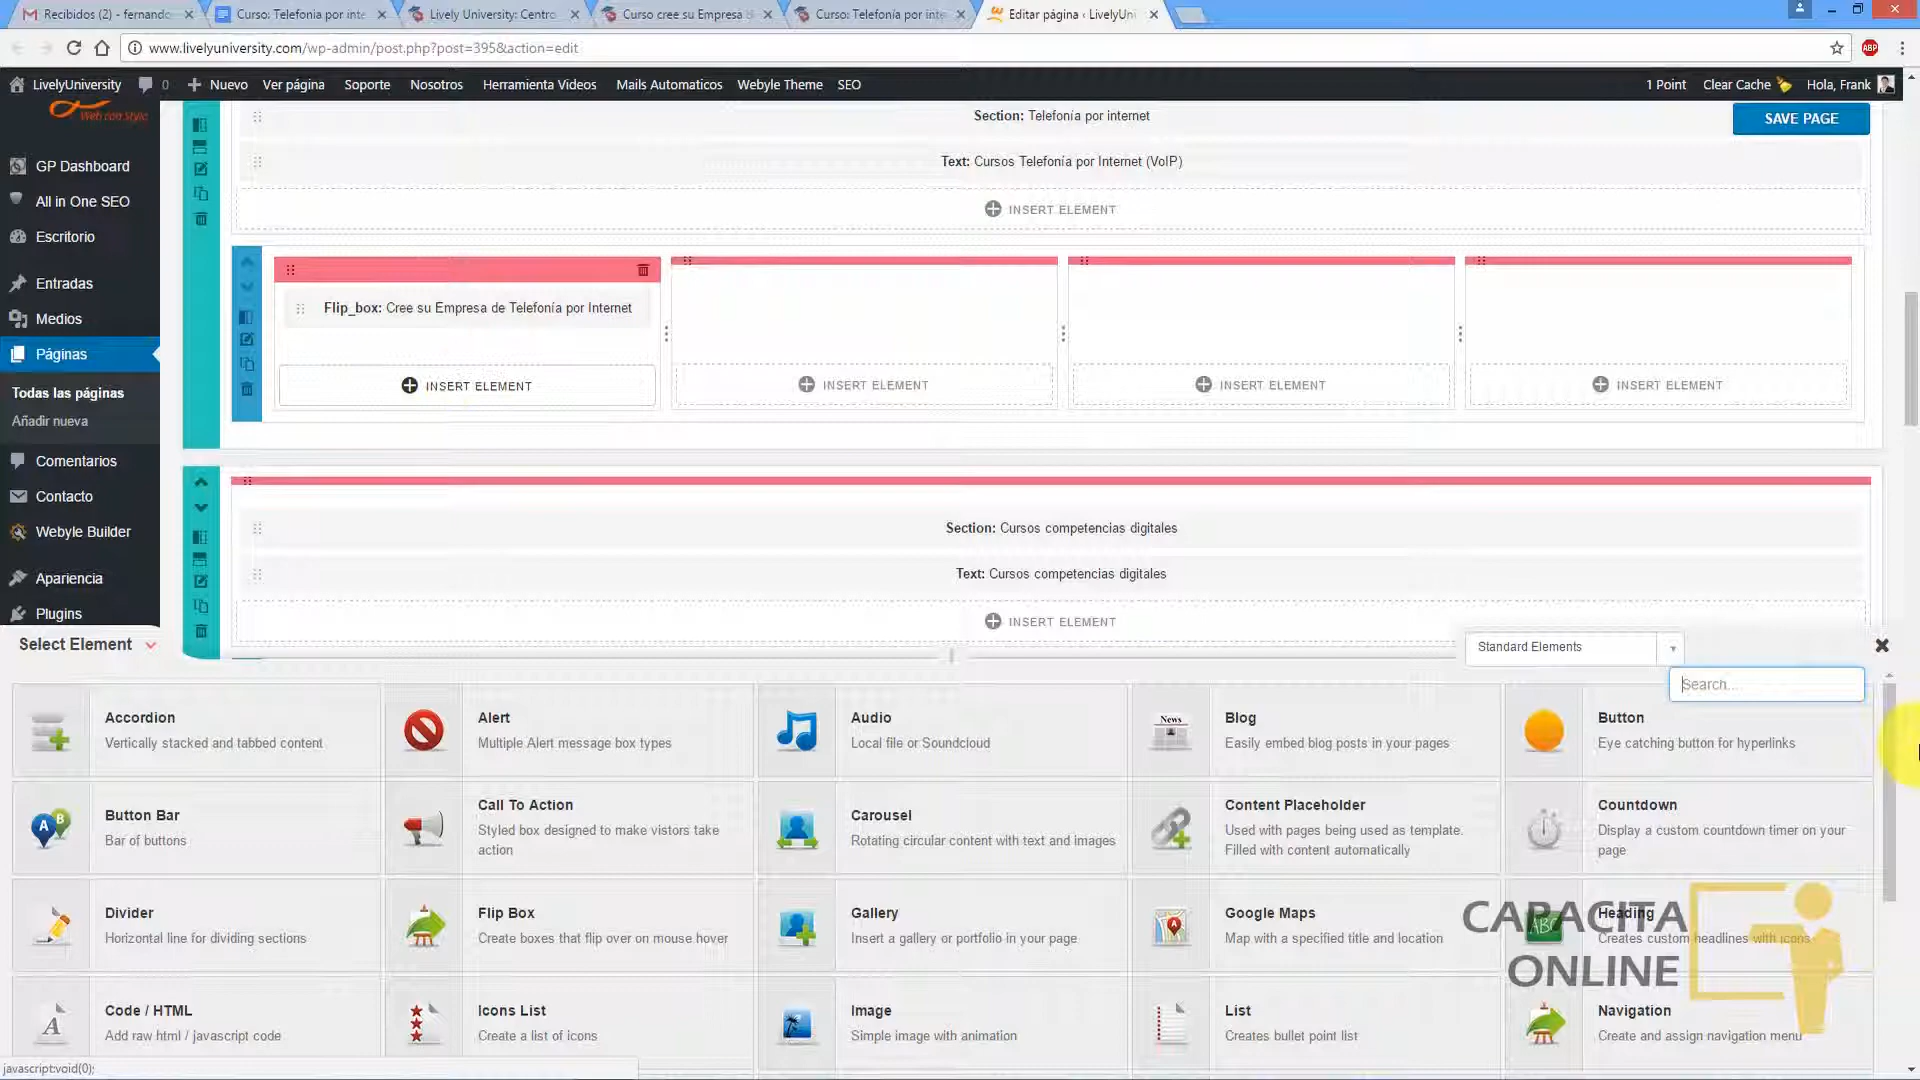 Recibidos (2) - fernando
Curso: Telefonia por inte
Lively University: Centro
Curso cree su Empresa
Curso: Telefonía por inte
Editar página ‹ LivelyUni
www.livelyuniversity.com/wp-admin/post.php?post=395&action=edit
ABP
LivelyUniversity
0
Nuevo
Ver página
Soporte
Nosotros
Herramienta Videos
Mails Automaticos
Webyle Theme
SEO
1 Point
Clear Cache
Hola, Frank
Web con Style
GP Dashboard
All in One SEO
Escritorio
Entradas
Medios
Páginas
Todas las páginas
Añadir nueva
Comentarios
Contacto
Webyle Builder
Apariencia
Plugins
Section: Telefonía por internet
SAVE PAGE
Text: Cursos Telefonía por Internet (VoIP)
INSERT ELEMENT
Flip_box: Cree su Empresa de Telefonía por Internet
INSERT ELEMENT
INSERT ELEMENT
INSERT ELEMENT
INSERT ELEMENT
Section: Cursos competencias digitales
Text: Cursos competencias digitales
INSERT ELEMENT
Select Element
Standard Elements
Search...
Accordion
Vertically stacked and tabbed content
Alert
Multiple Alert message box types
Audio
Local file or Soundcloud
News
Blog
Easily embed blog posts in your pages
Button
Eye catching button for hyperlinks
A B
Button Bar
Bar of buttons
Call To Action
Styled box designed to make vistors take
action
Carousel
Rotating circular content with text and images
Content Placeholder
Used with pages being used as template.
Filled with content automatically
Countdown
Display a custom countdown timer on your
page
Divider
Horizontal line for dividing sections
Flip Box
Create boxes that flip over on mouse hover
Gallery
Insert a gallery or portfolio in your page
A
Google Maps
Map with a specified title and location
ABC
Heading
Creates custom headlines with icons
CAPACITA
ONLINE
A
Code / HTML
Add raw html / javascript code
Icons List
Create a list of icons
Image
Simple image with animation
List
Creates bullet point list
Navigation
Create and assign navigation menu
javascript:void(0);